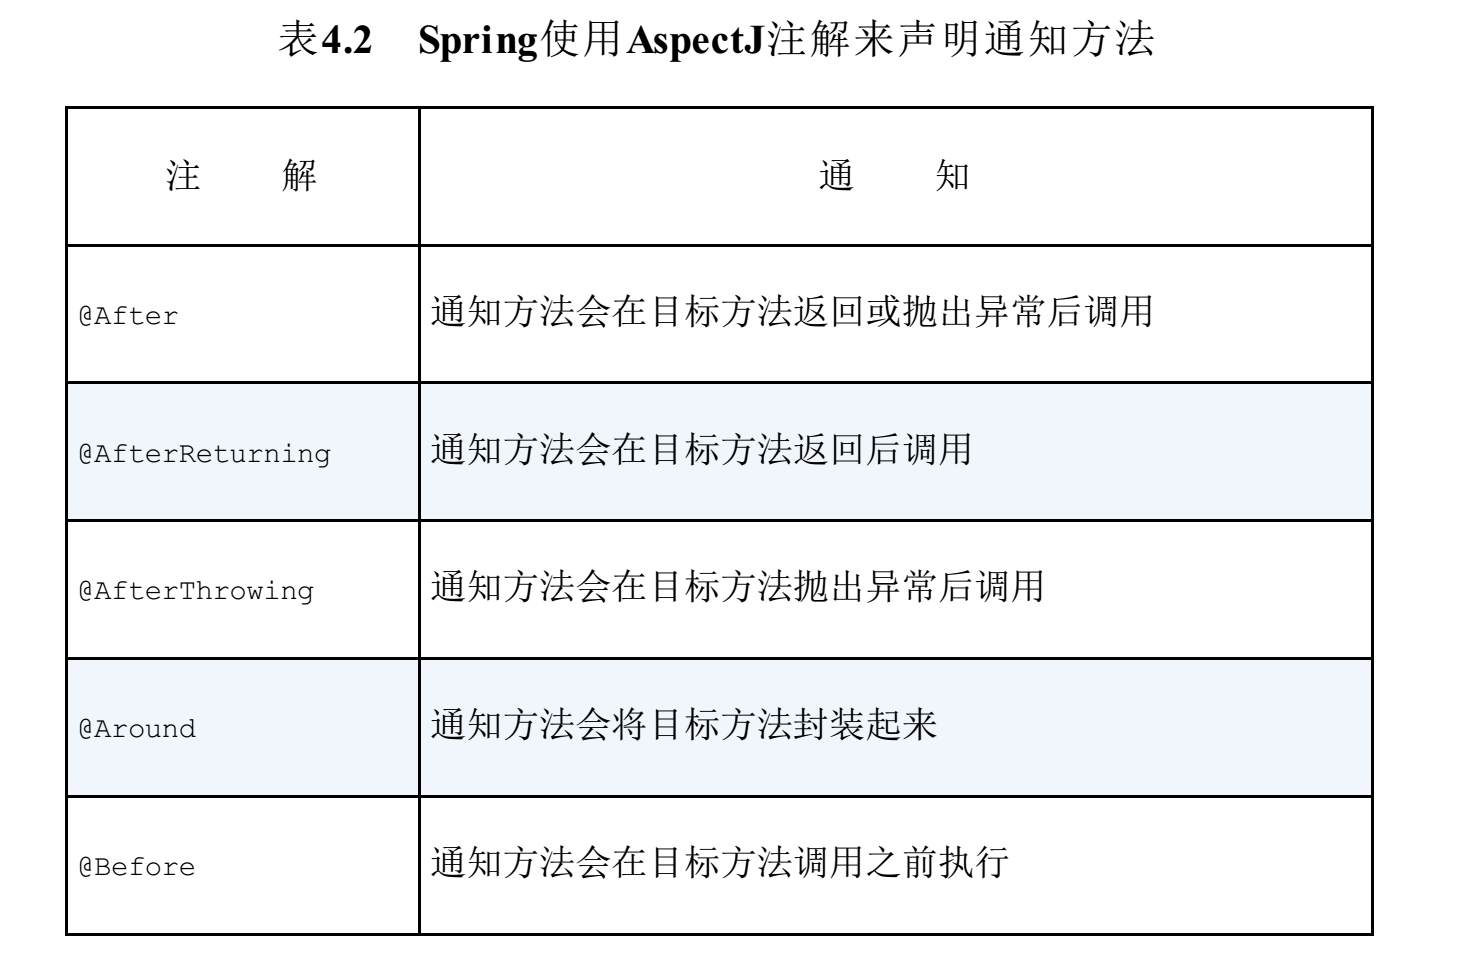 表4.2 Spring使用AspectJ注解来声明通知方法
注 解 通 知
@After 通知方法会在目标方法返回或抛出异常后调用
@AfterReturning 通知方法会在目标方法返回后调用
@AfterThrowing 通知方法会在目标方法抛出异常后调用
@Around 通知方法会将目标方法封装起来
@Before 通知方法会在目标方法调用之前执行